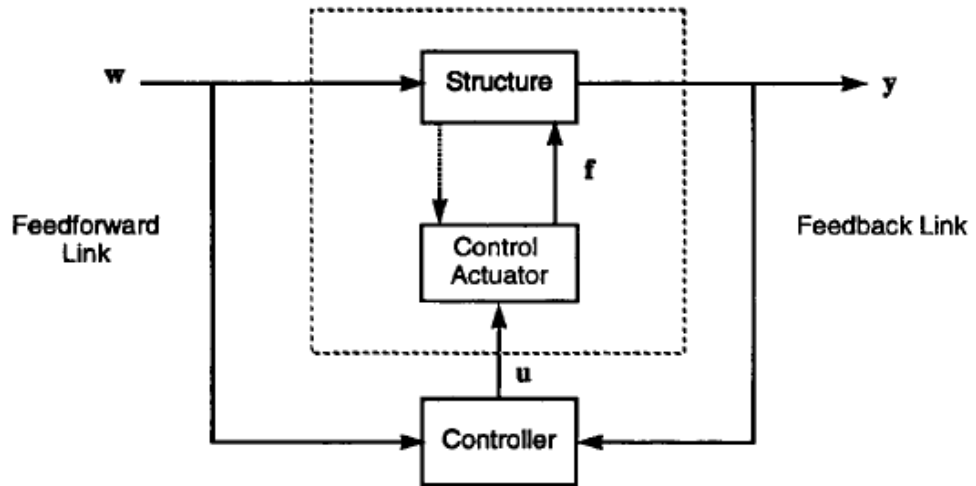 w
Structure
y
f
Feedforward
Link
Feedback Link
Control
Actuator
u
Controller